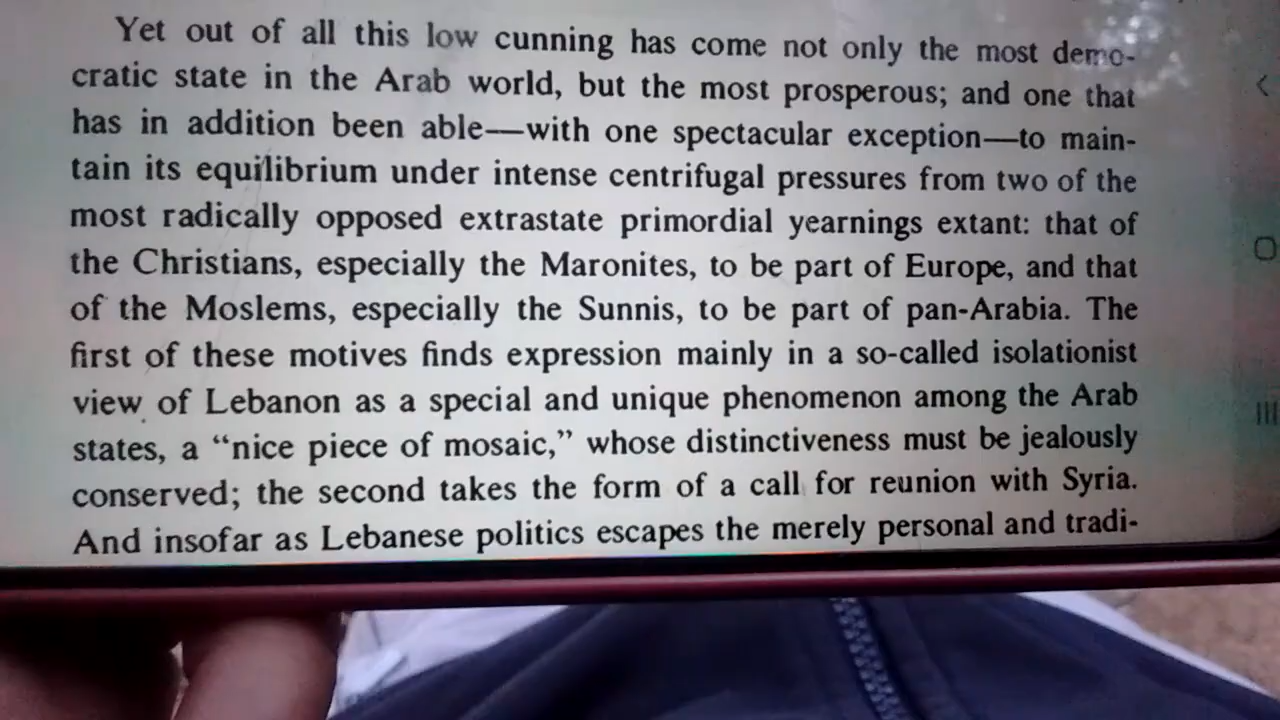 Yet out of all this low cunning has come not only the most demo-
cratic state in the Arab world, but the most prosperous; and one that
has in addition been able—with one spectacular exception—to main-
tain its equilibrium under intense centrifugal pressures from two of the
most radically opposed extrastate primordial yearnings extant: that of
the Christians, especially the Maronites, to be part of Europe, and that
of the Moslems, especially the Sunnis, to be part of pan-Arabia. The
first of these motives finds expression mainly in a so-called isolationist
view of Lebanon as a special and unique phenomenon among the Arab
states, a “nice piece of mosaic,” whose distinctiveness must be jealously
conserved; the second takes the form of a call for reunion with Syria.
And insofar as Lebanese politics escapes the merely personal and tradi-